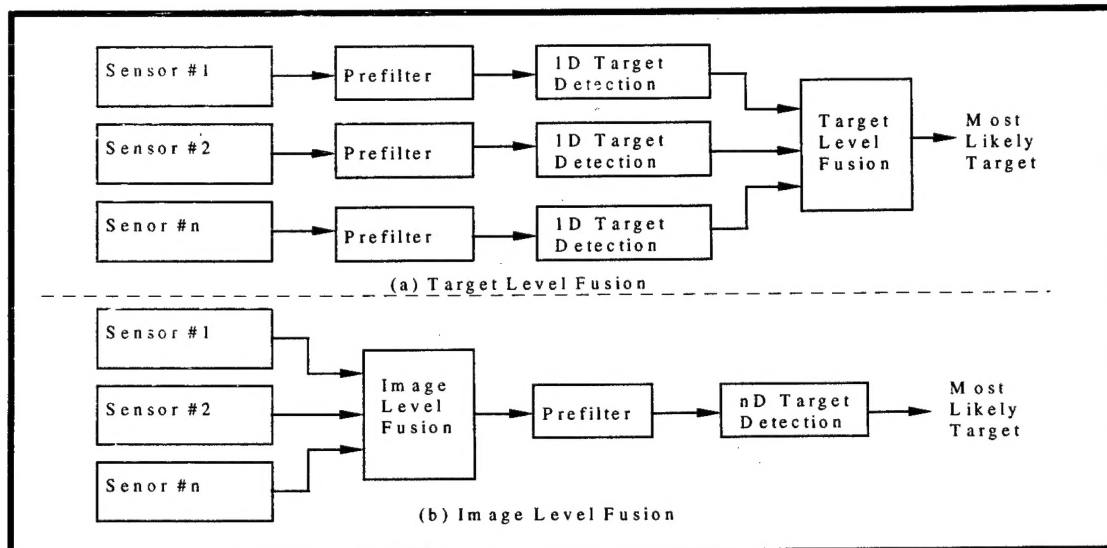 Sensor #1
Prefilter
1D Target
Detection
Sensor #2
Prefilter
1D Target
Detection
Senor #n
Prefilter
1D Target
Detection
Target
Level
Fusion
Most
Likely
Target
(a) Target Level Fusion
Sensor #1
Sensor #2
Senor #n
Image
Level
Fusion
Prefilter
nD Target
Detection
Most
Likely
Target
(b) Image Level Fusion